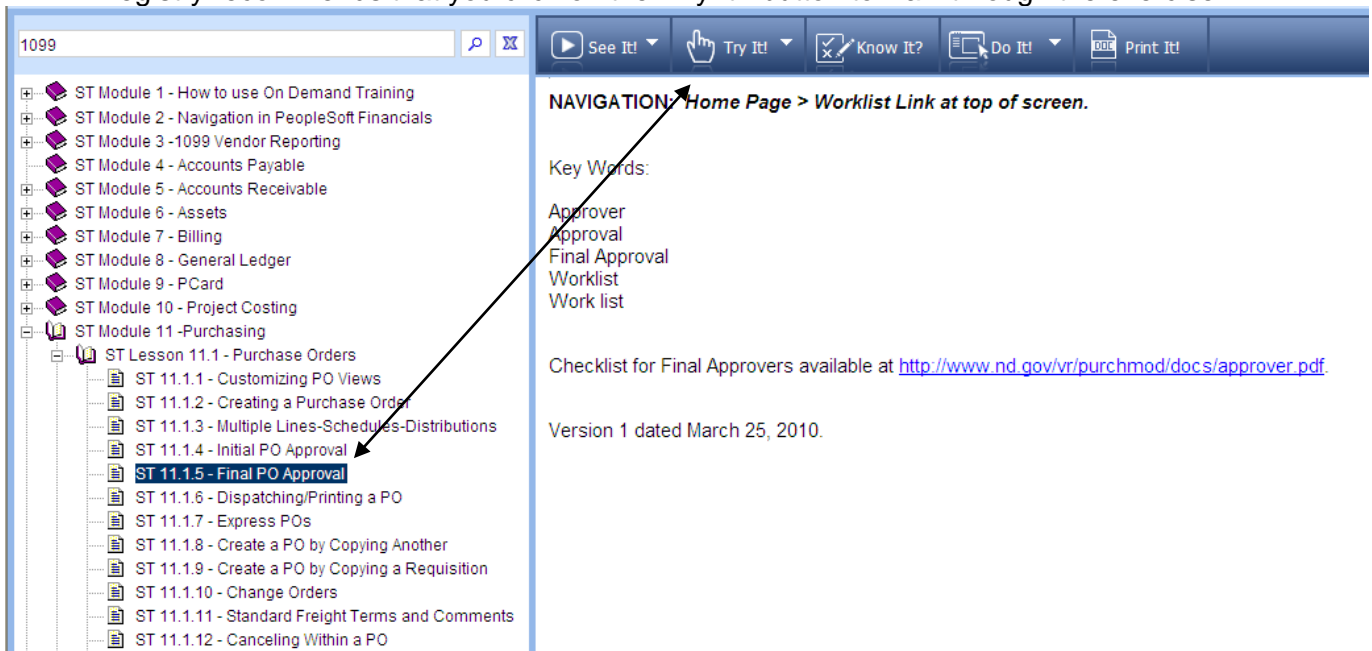 1099
ST Module 1 - How to use On Demand Training
ST Module 2 - Navigation in PeopleSoft Financials
ST Module 3 -1099 Vendor Reporting
ST Module 4 - Accounts Payable
ST Module 5 - Accounts Receivable
ST Module 6 - Assets
ST Module 7 - Billing
ST Module 8 - General Ledger
ST Module 9 - PCard
ST Module 10 - Project Costing
ST Module 11 -Purchasing
ST Lesson 11.1 - Purchase Orders
ST 11.1.1 - Customizing PO Views
ST 11.1.2 - Creating a Purchase Order
ST 11.1.3 - Multiple Lines-Schedules-Distributions
ST 11.1.4 - Initial PO Approval
ST 11.1.5 - Final PO Approval
ST 11.1.6 - Dispatching/Printing a PO
ST 11.1.7 - Express POs
ST 11.1.8 - Create a PO by Copying Another
ST 11.1.9 - Create a PO by Copying a Requisition
ST 11.1.10 - Change Orders
ST 11.1.11 - Standard Freight Terms and Comments
ST 11.1.12 - Canceling Within a PO
See It! Try It! Know It? Do It! DOC Print It!
NAVIGATION: Home Page > Worklist Link at top of screen.
Key Words:
Approver
Approval
Final Approval
Worklist
Work list
Checklist for Final Approvers available at http://www.nd.gov/vr/purchmod/docs/approver.pdf.
Version 1 dated March 25, 2010.